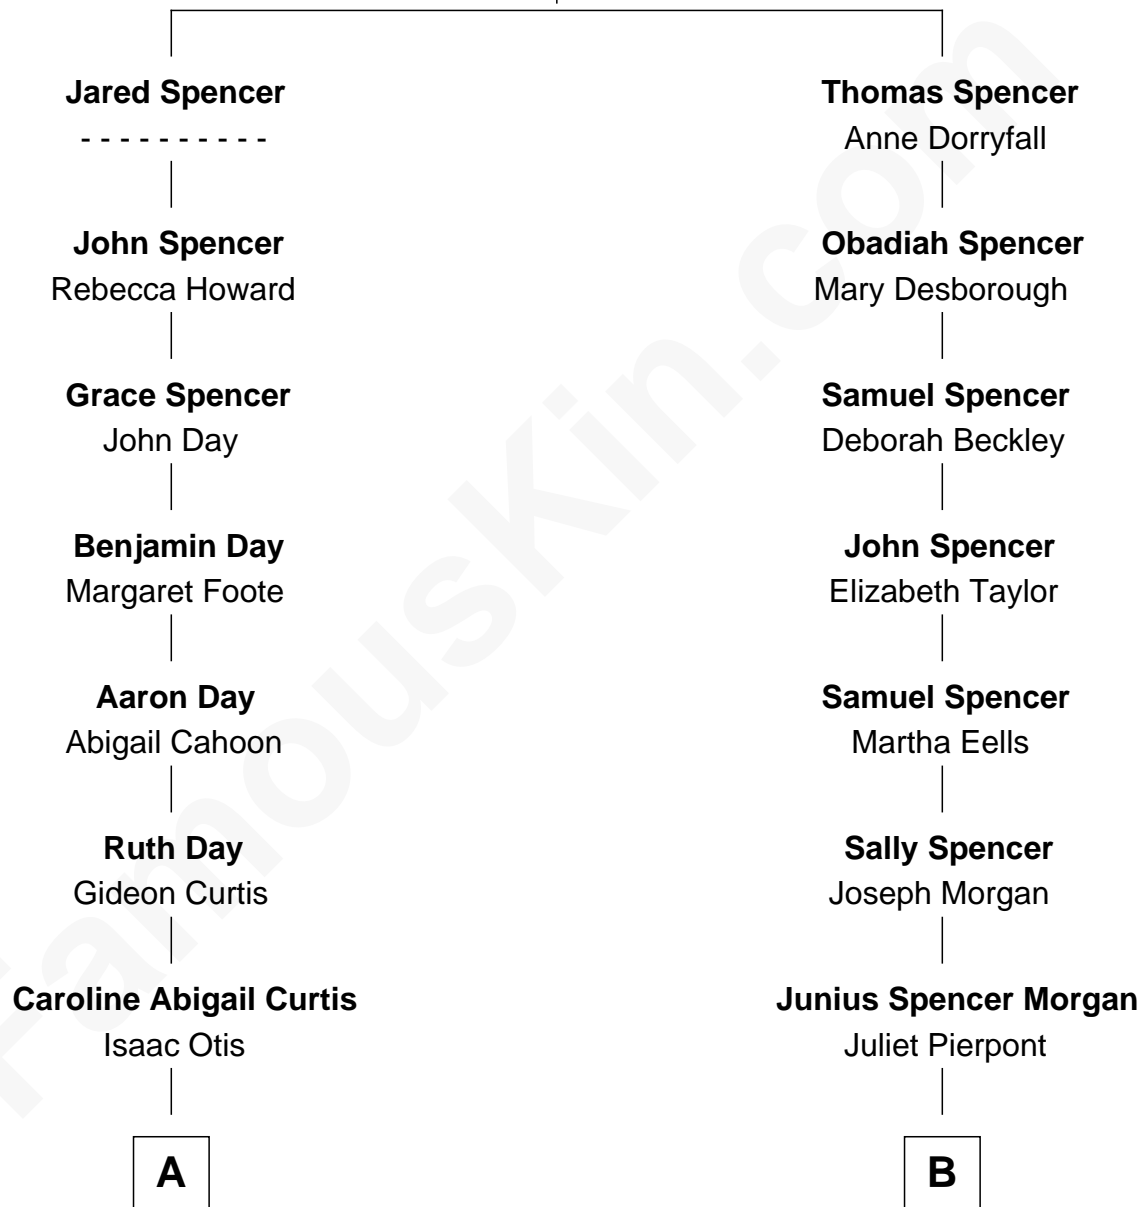 Jared Spencer
- - - - - - - - - -
John Spencer
Rebecca Howard
Grace Spencer
John Day
Benjamin Day
Margaret Foote
Aaron Day
Abigail Cahoon
Ruth Day
Gideon Curtis
Caroline Abigail Curtis
Isaac Otis
A
Thomas Spencer
Anne Dorryfall
Obadiah Spencer
Mary Desborough
Samuel Spencer
Deborah Beckley
John Spencer
Elizabeth Taylor
Samuel Spencer
Martha Eells
Sally Spencer
Joseph Morgan
Junius Spencer Morgan
Juliet Pierpont
B
FamousKin.com